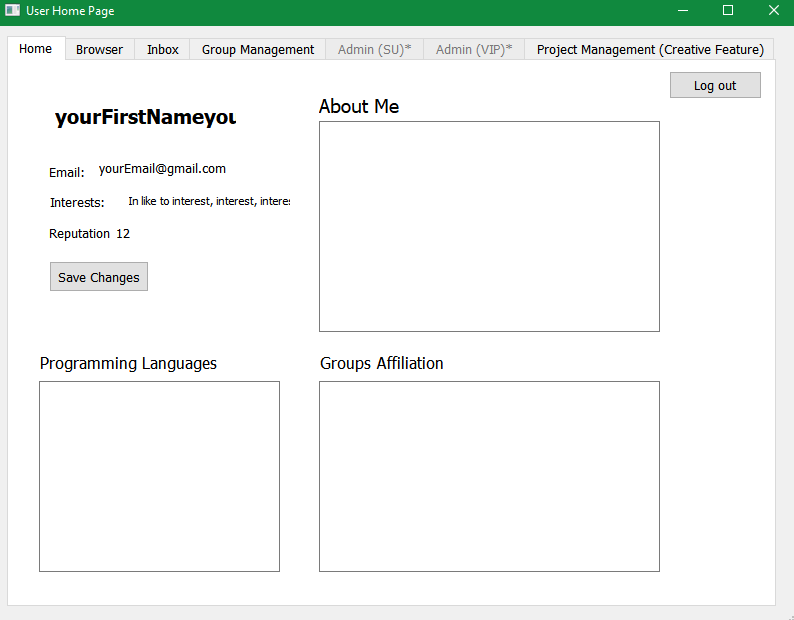 User Home Page
Home Browser Inbox Group Management Admin (SU)* Admin (VIP)* Project Management (Creative Feature)
Log out
yourFirstNameyou
About Me
Email: yourEmail@gmail.com
Interests: In like to interest, interest, interes
Reputation 12
Save Changes
Programming Languages
Groups Affiliation